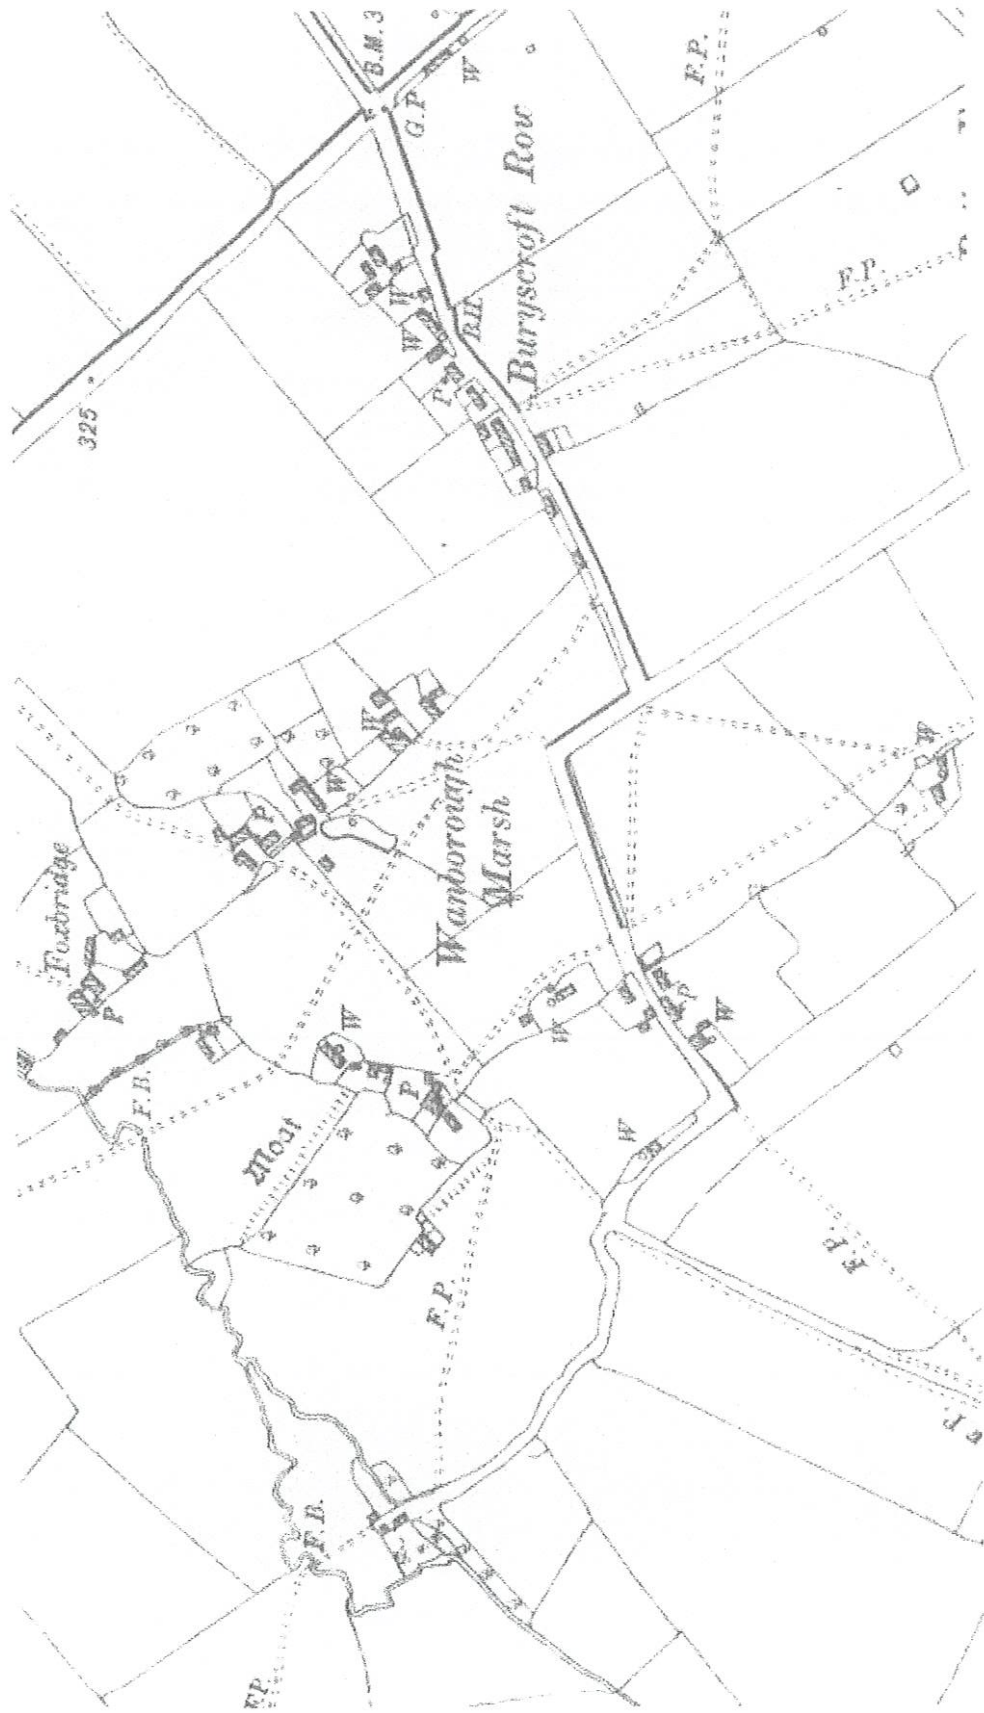 B.M. 3
G.P
W
F.P.
Buryscroft Row
F.P.
W
W
B.H.
P
325
W
W
P
W
Wanborough
Marsh
Foxbridge
P
W
P
W
W
F.B.
Moat
W
F.P.
F.P.
F.P.
F.B.
F.P.